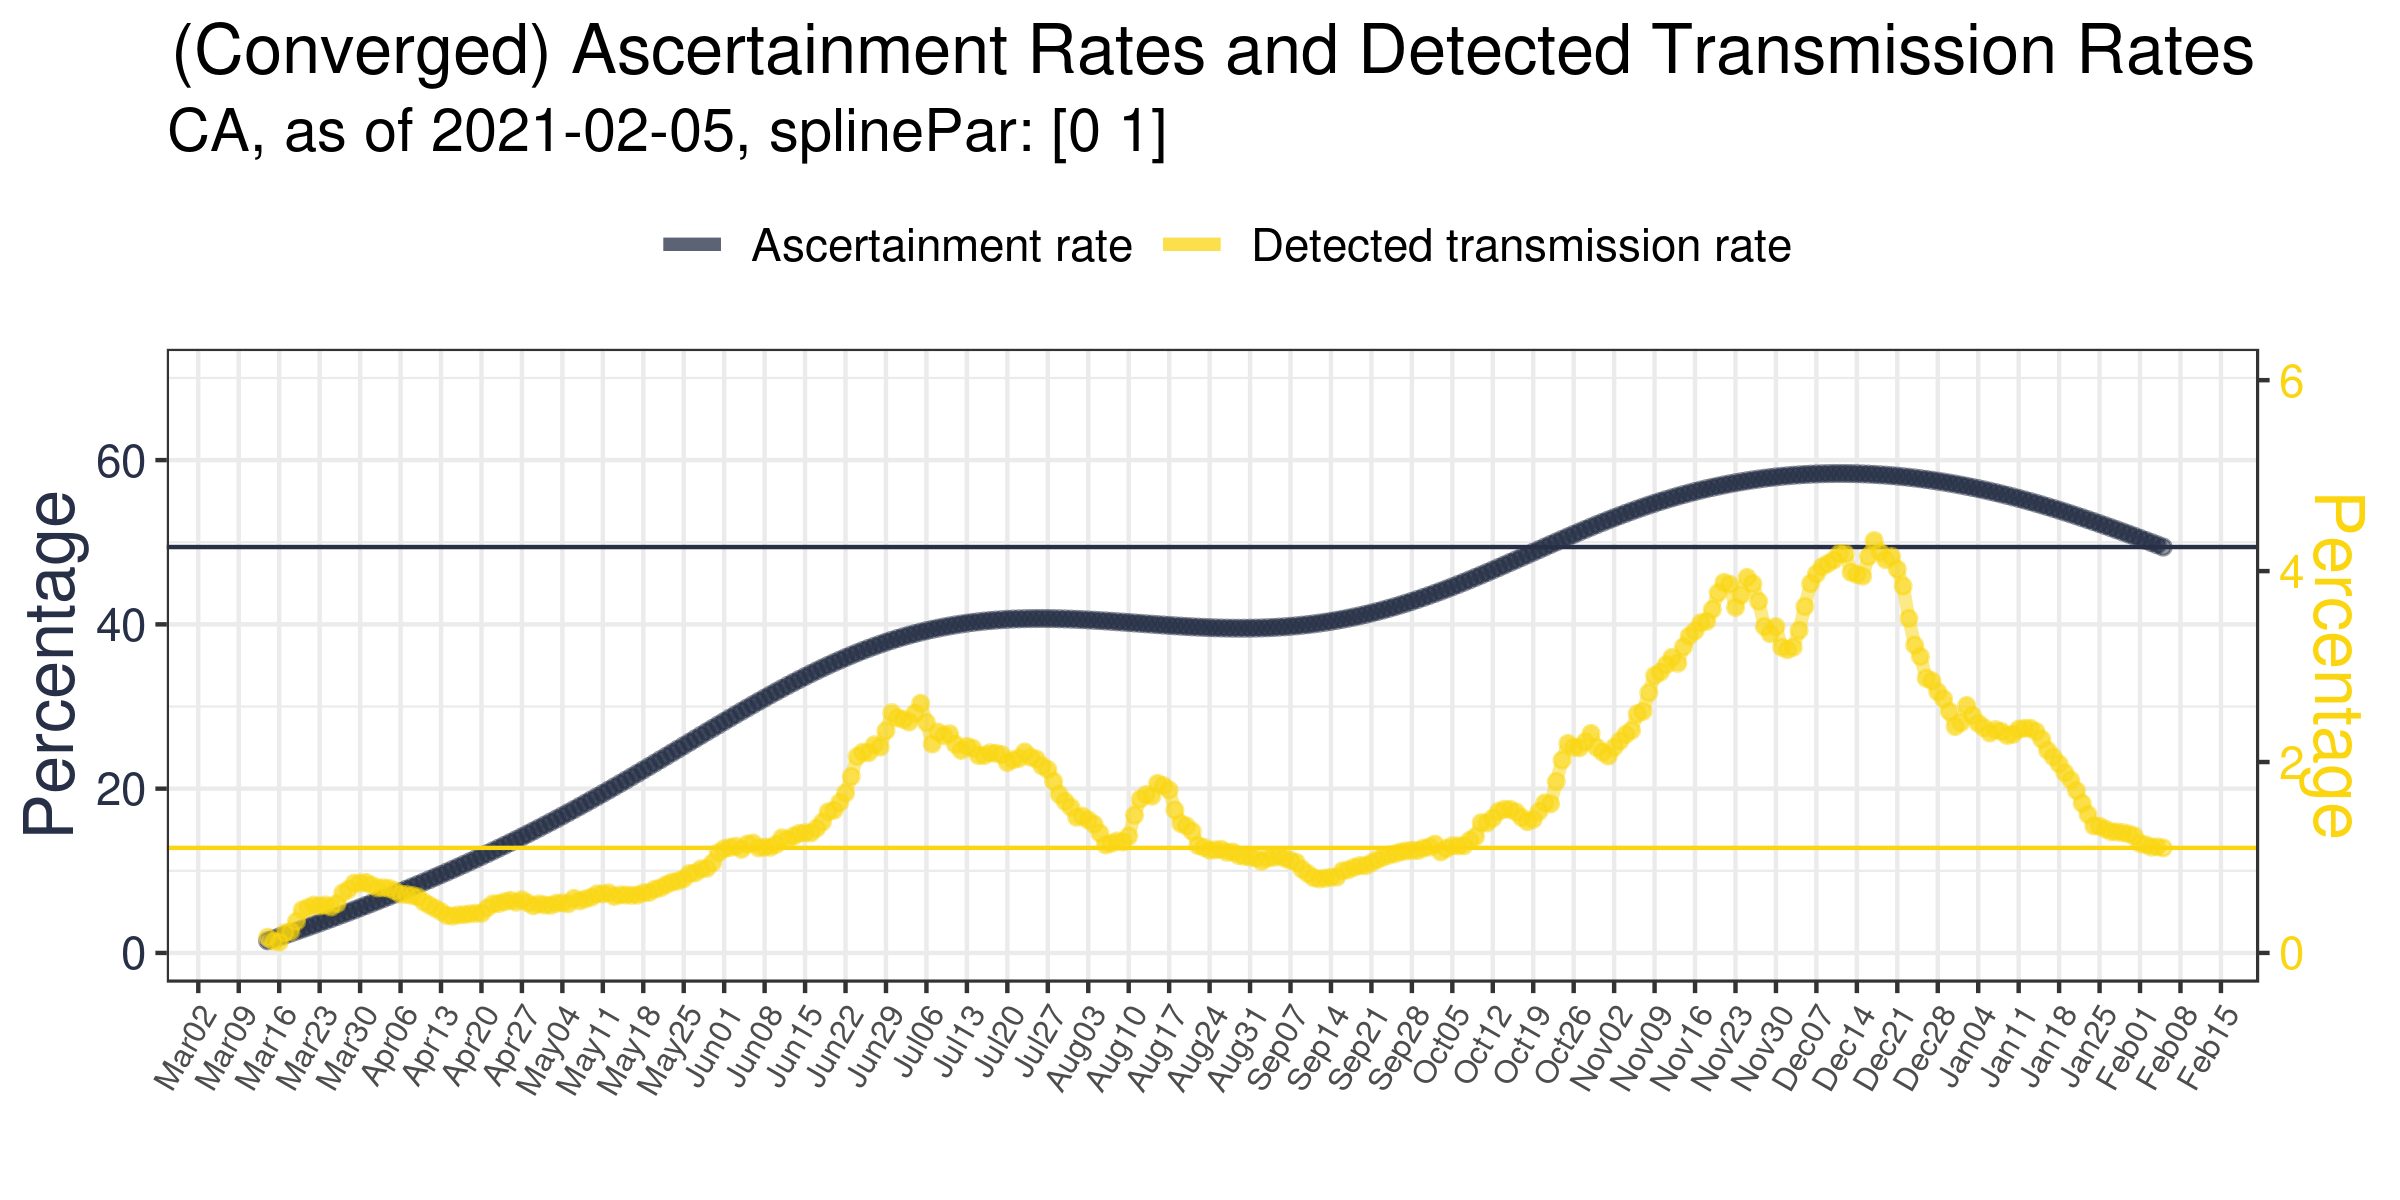 (Converged) Ascertainment Rates and Detected Transmission Rates
CA, as of 2021-02-05, splinePar: [0 1]
Ascertainment rate
Detected transmission rate
Percentage
60
40
20
0
6
4
2
0
Percentage
Mar02
Mar09
Mar16
Mar23
Mar30
Apr06
Apr13
Apr20
Apr27
May04
May11
May18
May25
Jun01
Jun08
Jun15
Jun22
Jun29
Jul06
Jul13
Jul20
Jul27
Aug03
Aug10
Aug17
Aug24
Aug31
Sep07
Sep14
Sep21
Sep28
Oct05
Oct12
Oct19
Oct26
Nov02
Nov09
Nov16
Nov23
Nov30
Dec07
Dec14
Dec21
Dec28
Jan04
Jan11
Jan18
Jan25
Feb01
Feb08
Feb15